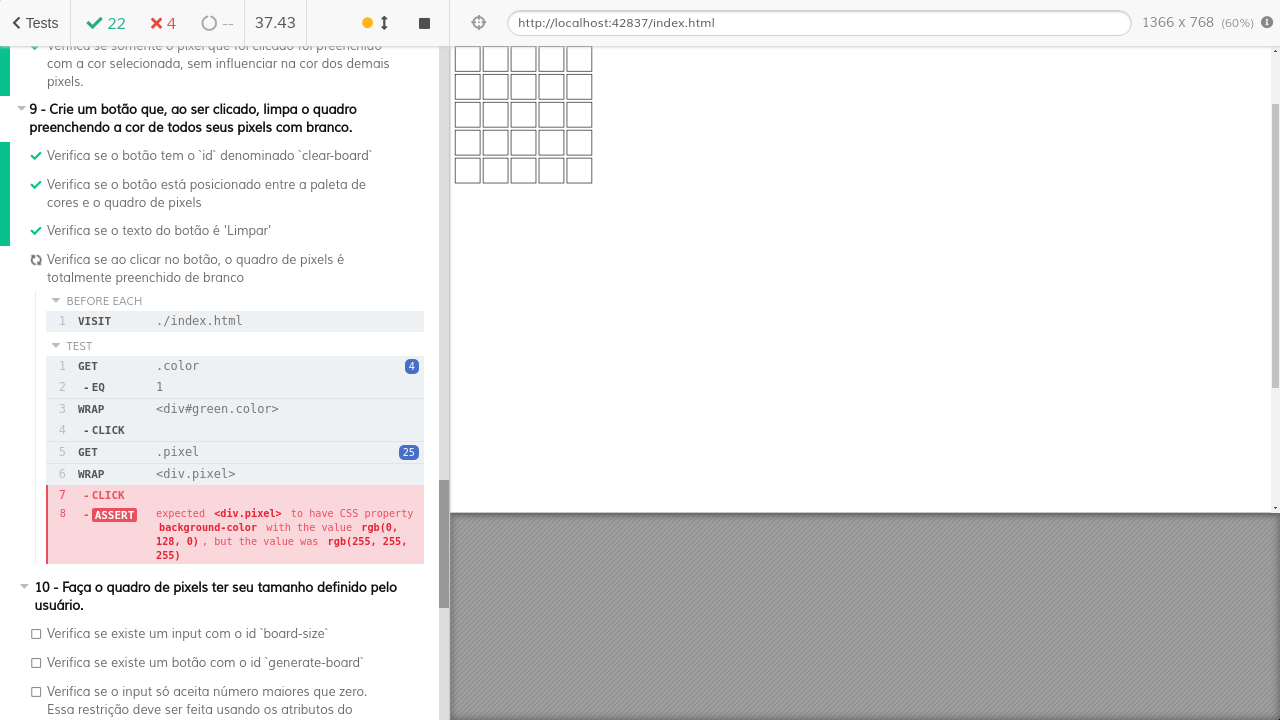 Tests
22
4
--
37.43
http://localhost:42837/index.html
1366 x 768 (60%)
Verifica se somente o pixel que foi clicado foi preenchido
com a cor selecionada, sem influenciar na cor dos demais
pixels.
9 - Crie um botão que, ao ser clicado, limpa o quadro
preenchendo a cor de todos seus pixels com branco.
Verifica se o botão tem o `id` denominado `clear-board`
Verifica se o botão está posicionado entre a paleta de
cores e o quadro de pixels
Verifica se o texto do botão é 'Limpar'
Verifica se ao clicar no botão, o quadro de pixels é
totalmente preenchido de branco
BEFORE EACH
1 VISIT ./index.html
TEST
1 GET .color 4
2 - EQ 1
3 WRAP <div#green.color>
4 - CLICK
5 GET .pixel 25
6 WRAP <div.pixel>
7 - CLICK
8 - ASSERT expected <div.pixel> to have CSS property
background-color with the value rgb(0,
128, 0) , but the value was rgb(255, 255,
255)
10 - Faça o quadro de pixels ter seu tamanho definido pelo
usuário.
Verifica se existe um input com o id `board-size`
Verifica se existe um botão com o id `generate-board`
Verifica se o input só aceita número maiores que zero.
Essa restrição deve ser feita usando os atributos do